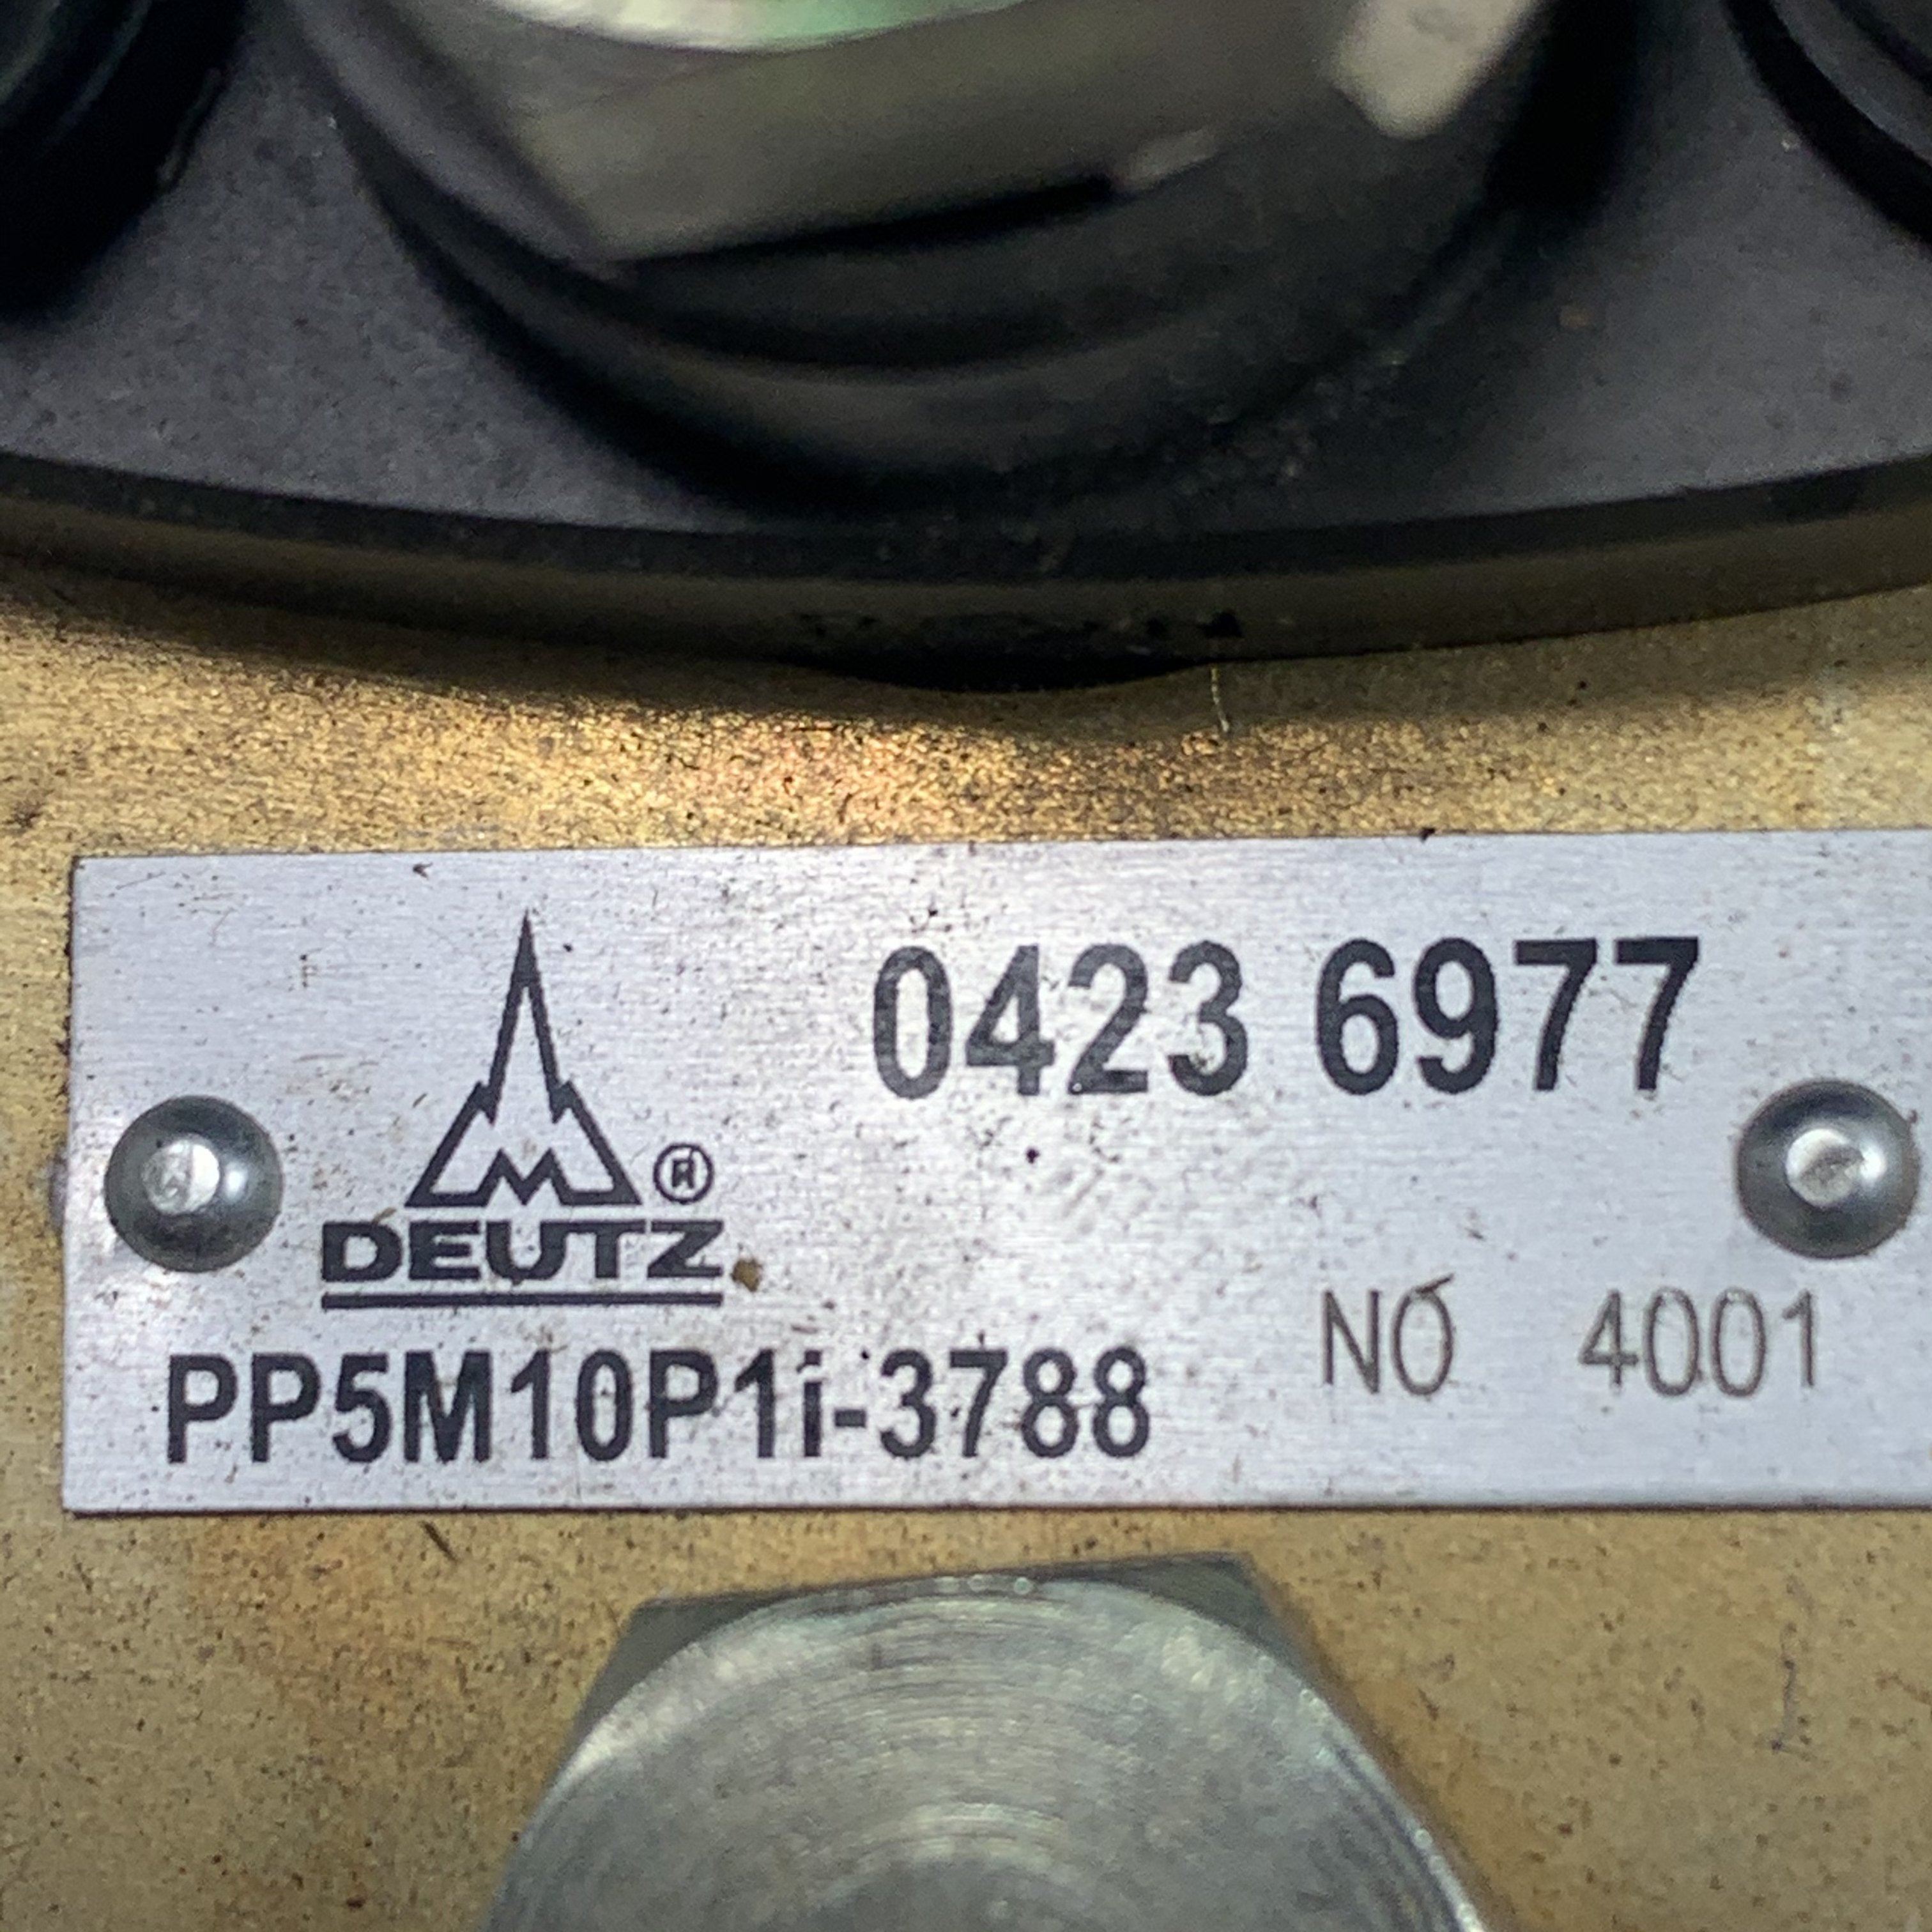 0423 6977
®
DEUTZ
NO 4001
PP5M10P1i-3788